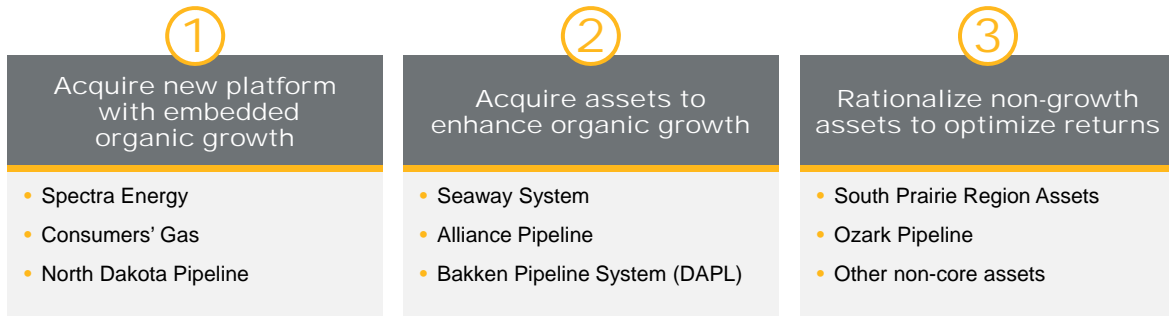 1
Acquire new platform
with embedded
organic growth
• Spectra Energy
• Consumers' Gas
• North Dakota Pipeline
2
Acquire assets to
enhance organic growth
• Seaway System
• Alliance Pipeline
• Bakken Pipeline System (DAPL)
3
Rationalize non-growth
assets to optimize returns
• South Prairie Region Assets
• Ozark Pipeline
• Other non-core assets